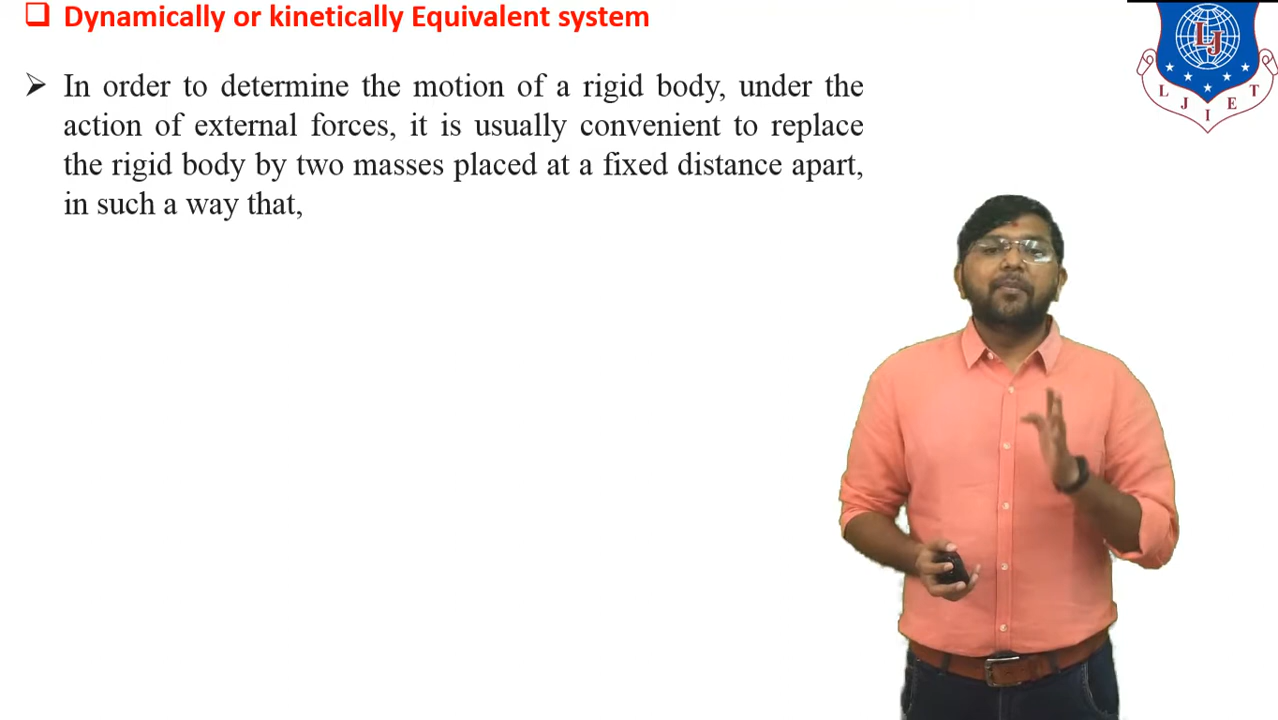 Dynamically or kinetically Equivalent system
In order to determine the motion of a rigid body, under the
action of external forces, it is usually convenient to replace
the rigid body by two masses placed at a fixed distance apart,
in such a way that,
LJ
L J I E T